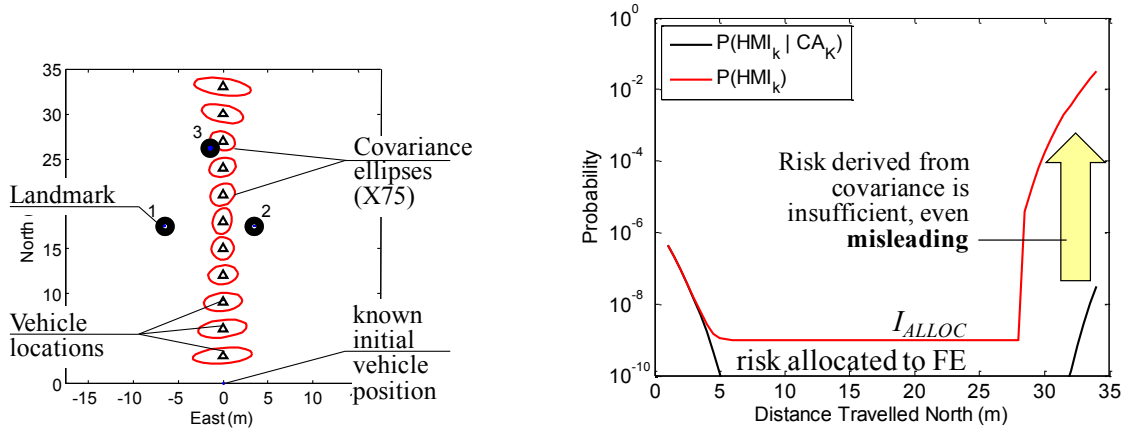 35
30
25
20
15
10
5
0
North (
-15
-10
-5
0
5
10
East (m)
3
1
2
Landmark
Vehicle
locations
Covariance
ellipses
(X75)
known
initial
vehicle
position
10^0
10^-2
10^-4
10^-6
10^-8
10^-10
Probability
P(HMI_k | CA_K)
P(HMI_k)
Risk derived from
covariance is
insufficient, even
misleading
I_ALLOC
risk allocated to FE
0
5
10
15
20
25
30
35
Distance Travelled North (m)